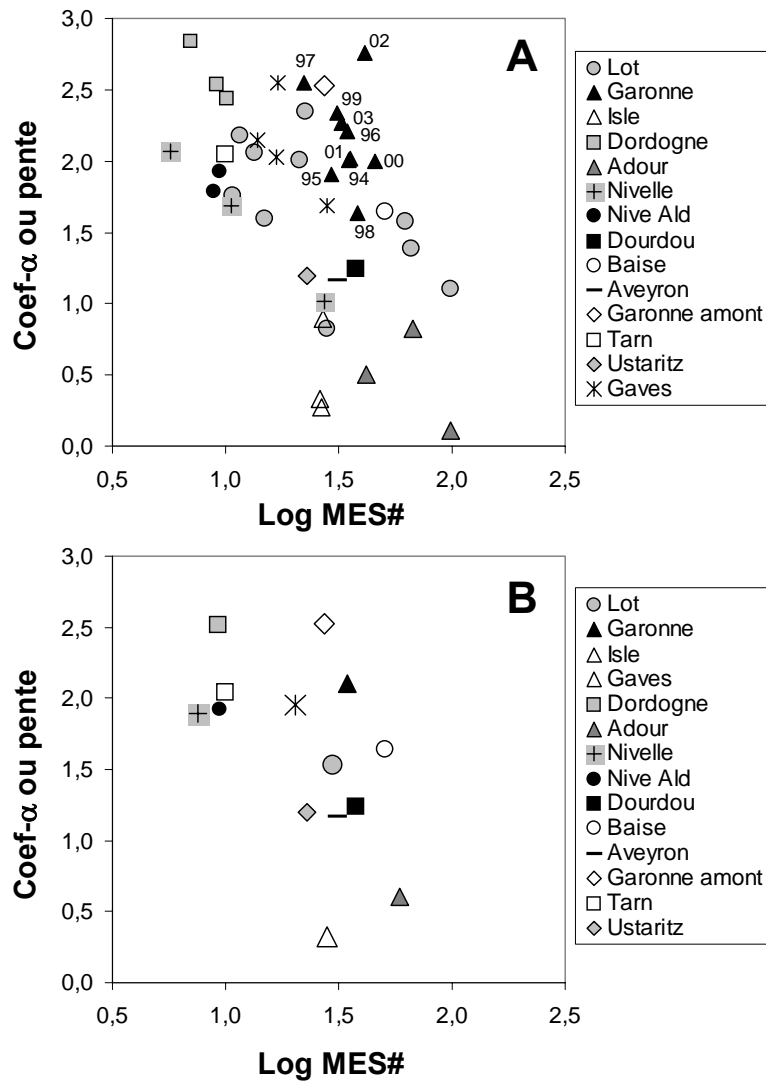 3,0
2,5
2,0
1,5
1,0
0,5
0,0
Coef-α ou pente
A
02
97
99
03
96
01
00
95
94
98
0,5
1,0
1,5
2,0
2,5
Log MES#
Lot
Garonne
Isle
Dordogne
Adour
Nivelle
Nive Ald
Dourdou
Baise
Aveyron
Garonne amont
Tarn
Ustaritz
Gaves
3,0
2,5
2,0
1,5
1,0
0,5
0,0
Coef-α ou pente
B
0,5
1,0
1,5
2,0
2,5
Log MES#
Lot
Garonne
Isle
Gaves
Dordogne
Adour
Nivelle
Nive Ald
Dourdou
Baise
Aveyron
Garonne amont
Tarn
Ustaritz